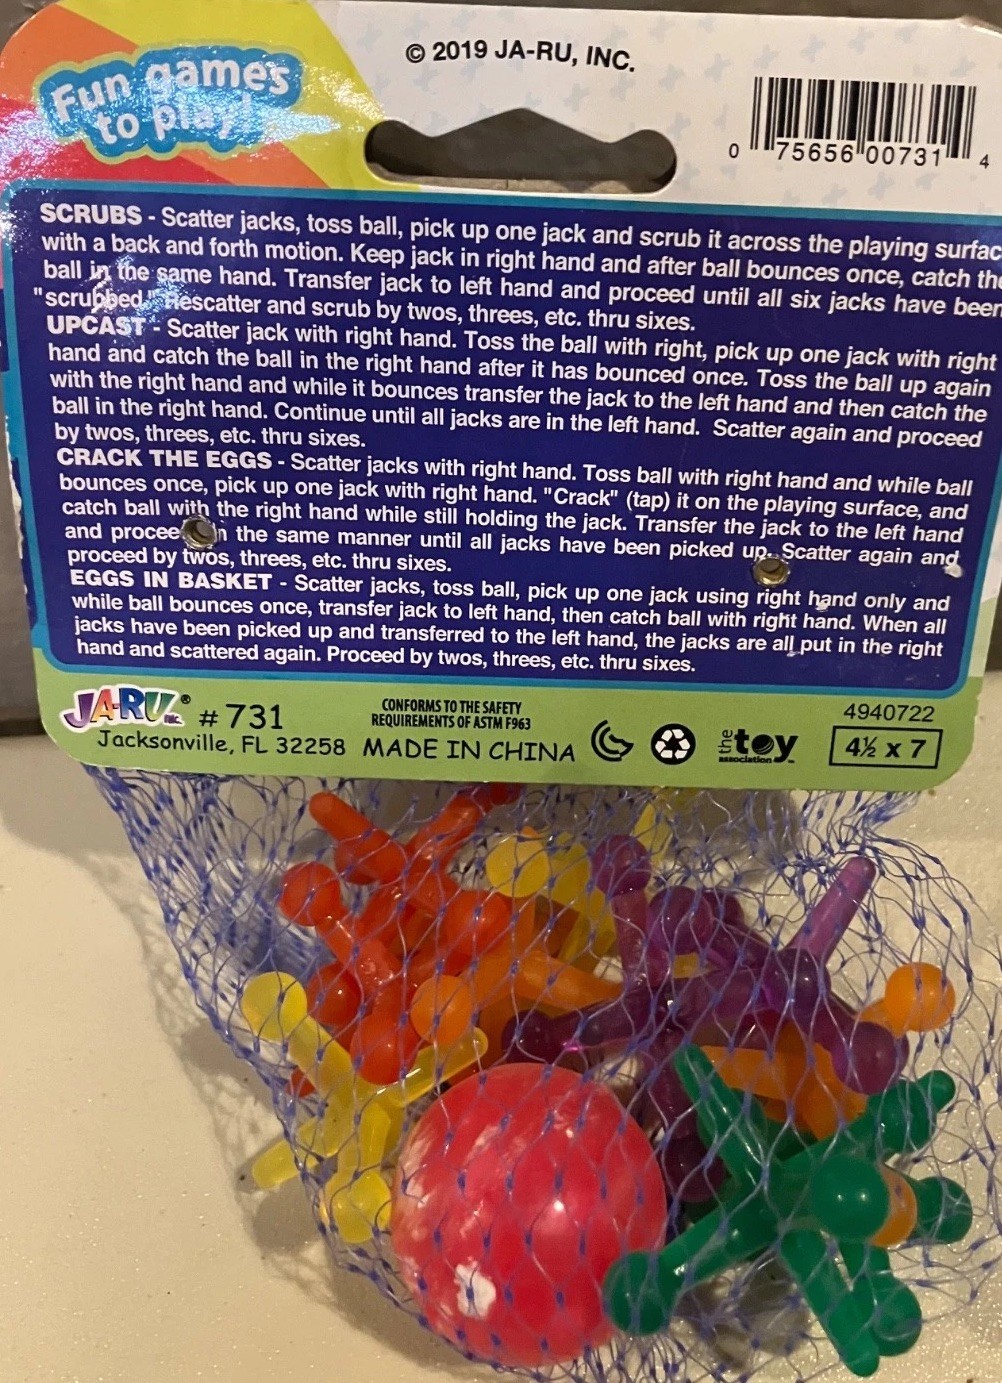 Fun games
to play!
© 2019 JA-RU, INC.
0 75656 00731 4
SCRUBS - Scatter jacks, toss ball, pick up one jack and scrub it across the playing surfac
with a back and forth motion. Keep jack in right hand and after ball bounces once, catch the
ball in the same hand. Transfer jack to left hand and proceed until all six jacks have been
"scrubbed." Rescatter and scrub by twos, threes, etc. thru sixes.
UPCAST - Scatter jack with right hand. Toss the ball with right, pick up one jack with right
hand and catch the ball in the right hand after it has bounced once. Toss the ball up again
with the right hand and while it bounces transfer the jack to the left hand and then catch the
ball in the right hand. Continue until all jacks are in the left hand. Scatter again and proceed
by twos, threes, etc. thru sixes.
CRACK THE EGGS - Scatter jacks with right hand. Toss ball with right hand and while ball
bounces once, pick up one jack with right hand. "Crack" (tap) it on the playing surface, and
catch ball with the right hand while still holding the jack. Transfer the jack to the left hand
and procee n the same manner until all jacks have been picked up. Scatter again and
proceed by twos, threes, etc. thru sixes.
EGGS IN BASKET - Scatter jacks, toss ball, pick up one jack using right hand only and
while ball bounces once, transfer jack to left hand, then catch ball with right hand. When all
jacks have been picked up and transferred to the left hand, the jacks are all put in the right
hand and scattered again. Proceed by twos, threes, etc. thru sixes.
JA-RU INC.® # 731
Jacksonville, FL 32258 MADE IN CHINA
CONFORMS TO THE SAFETY
REQUIREMENTS OF ASTM F963
the toy association™
4940722
4½ x 7